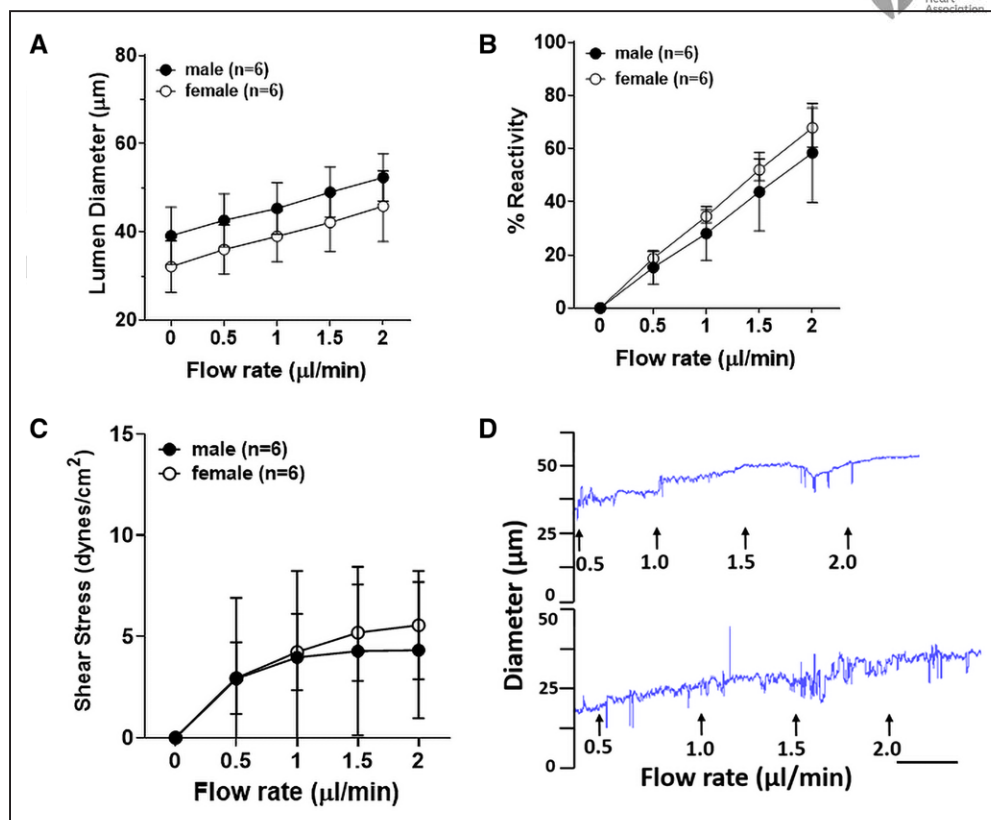 Heart
Association.
A
80
60
40
20
Lumen Diameter (μm)
male (n=6)
female (n=6)
0 0.5 1 1.5 2
Flow rate (μl/min)
B
100
80
60
40
20
0
% Reactivity
male (n=6)
female (n=6)
0 0.5 1 1.5 2
Flow rate (μl/min)
C
15
10
5
0
Shear Stress (dynes/cm²)
male (n=6)
female (n=6)
0 0.5 1 1.5 2
Flow rate (μl/min)
D
50
25
0
0.5 1.0 1.5 2.0
50
25
0
0.5 1.0 1.5 2.0
Diameter (μm)
Flow rate (μl/min)